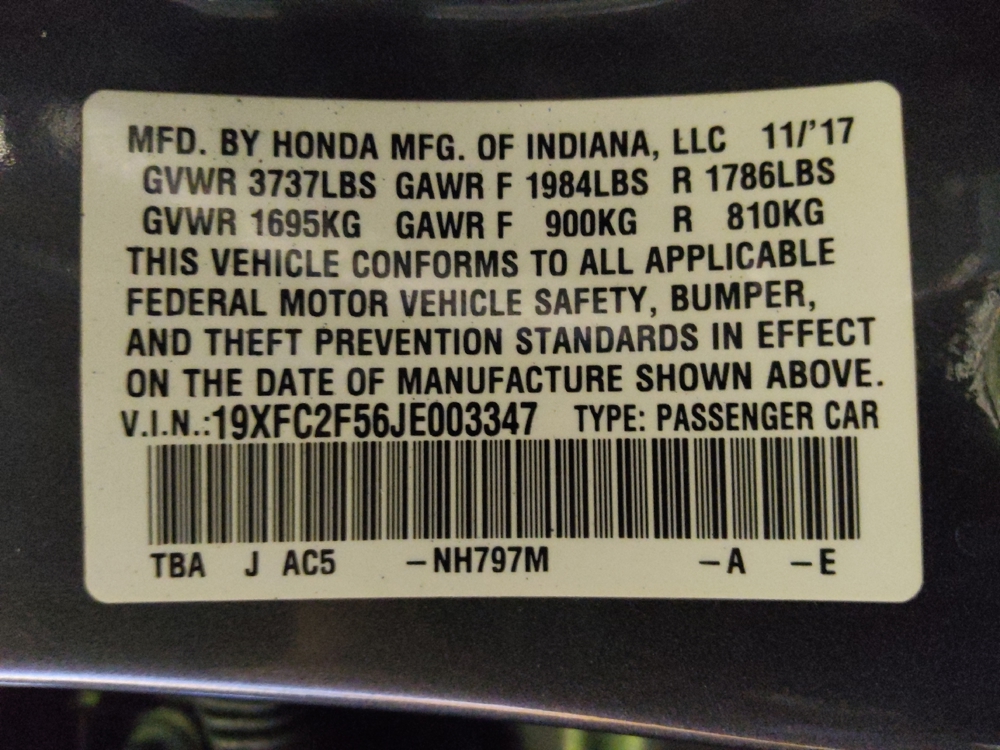 MFD. BY HONDA MFG. OF INDIANA, LLC 11/'17
GVWR 3737LBS GAWR F 1984LBS R 1786LBS
GVWR 1695KG GAWR F 900KG R 810KG
THIS VEHICLE CONFORMS TO ALL APPLICABLE
FEDERAL MOTOR VEHICLE SAFETY, BUMPER,
AND THEFT PREVENTION STANDARDS IN EFFECT
ON THE DATE OF MANUFACTURE SHOWN ABOVE.
V.I.N.:19XFC2F56JE003347 TYPE: PASSENGER CAR
TBA J AC5 -NH797M -A -E